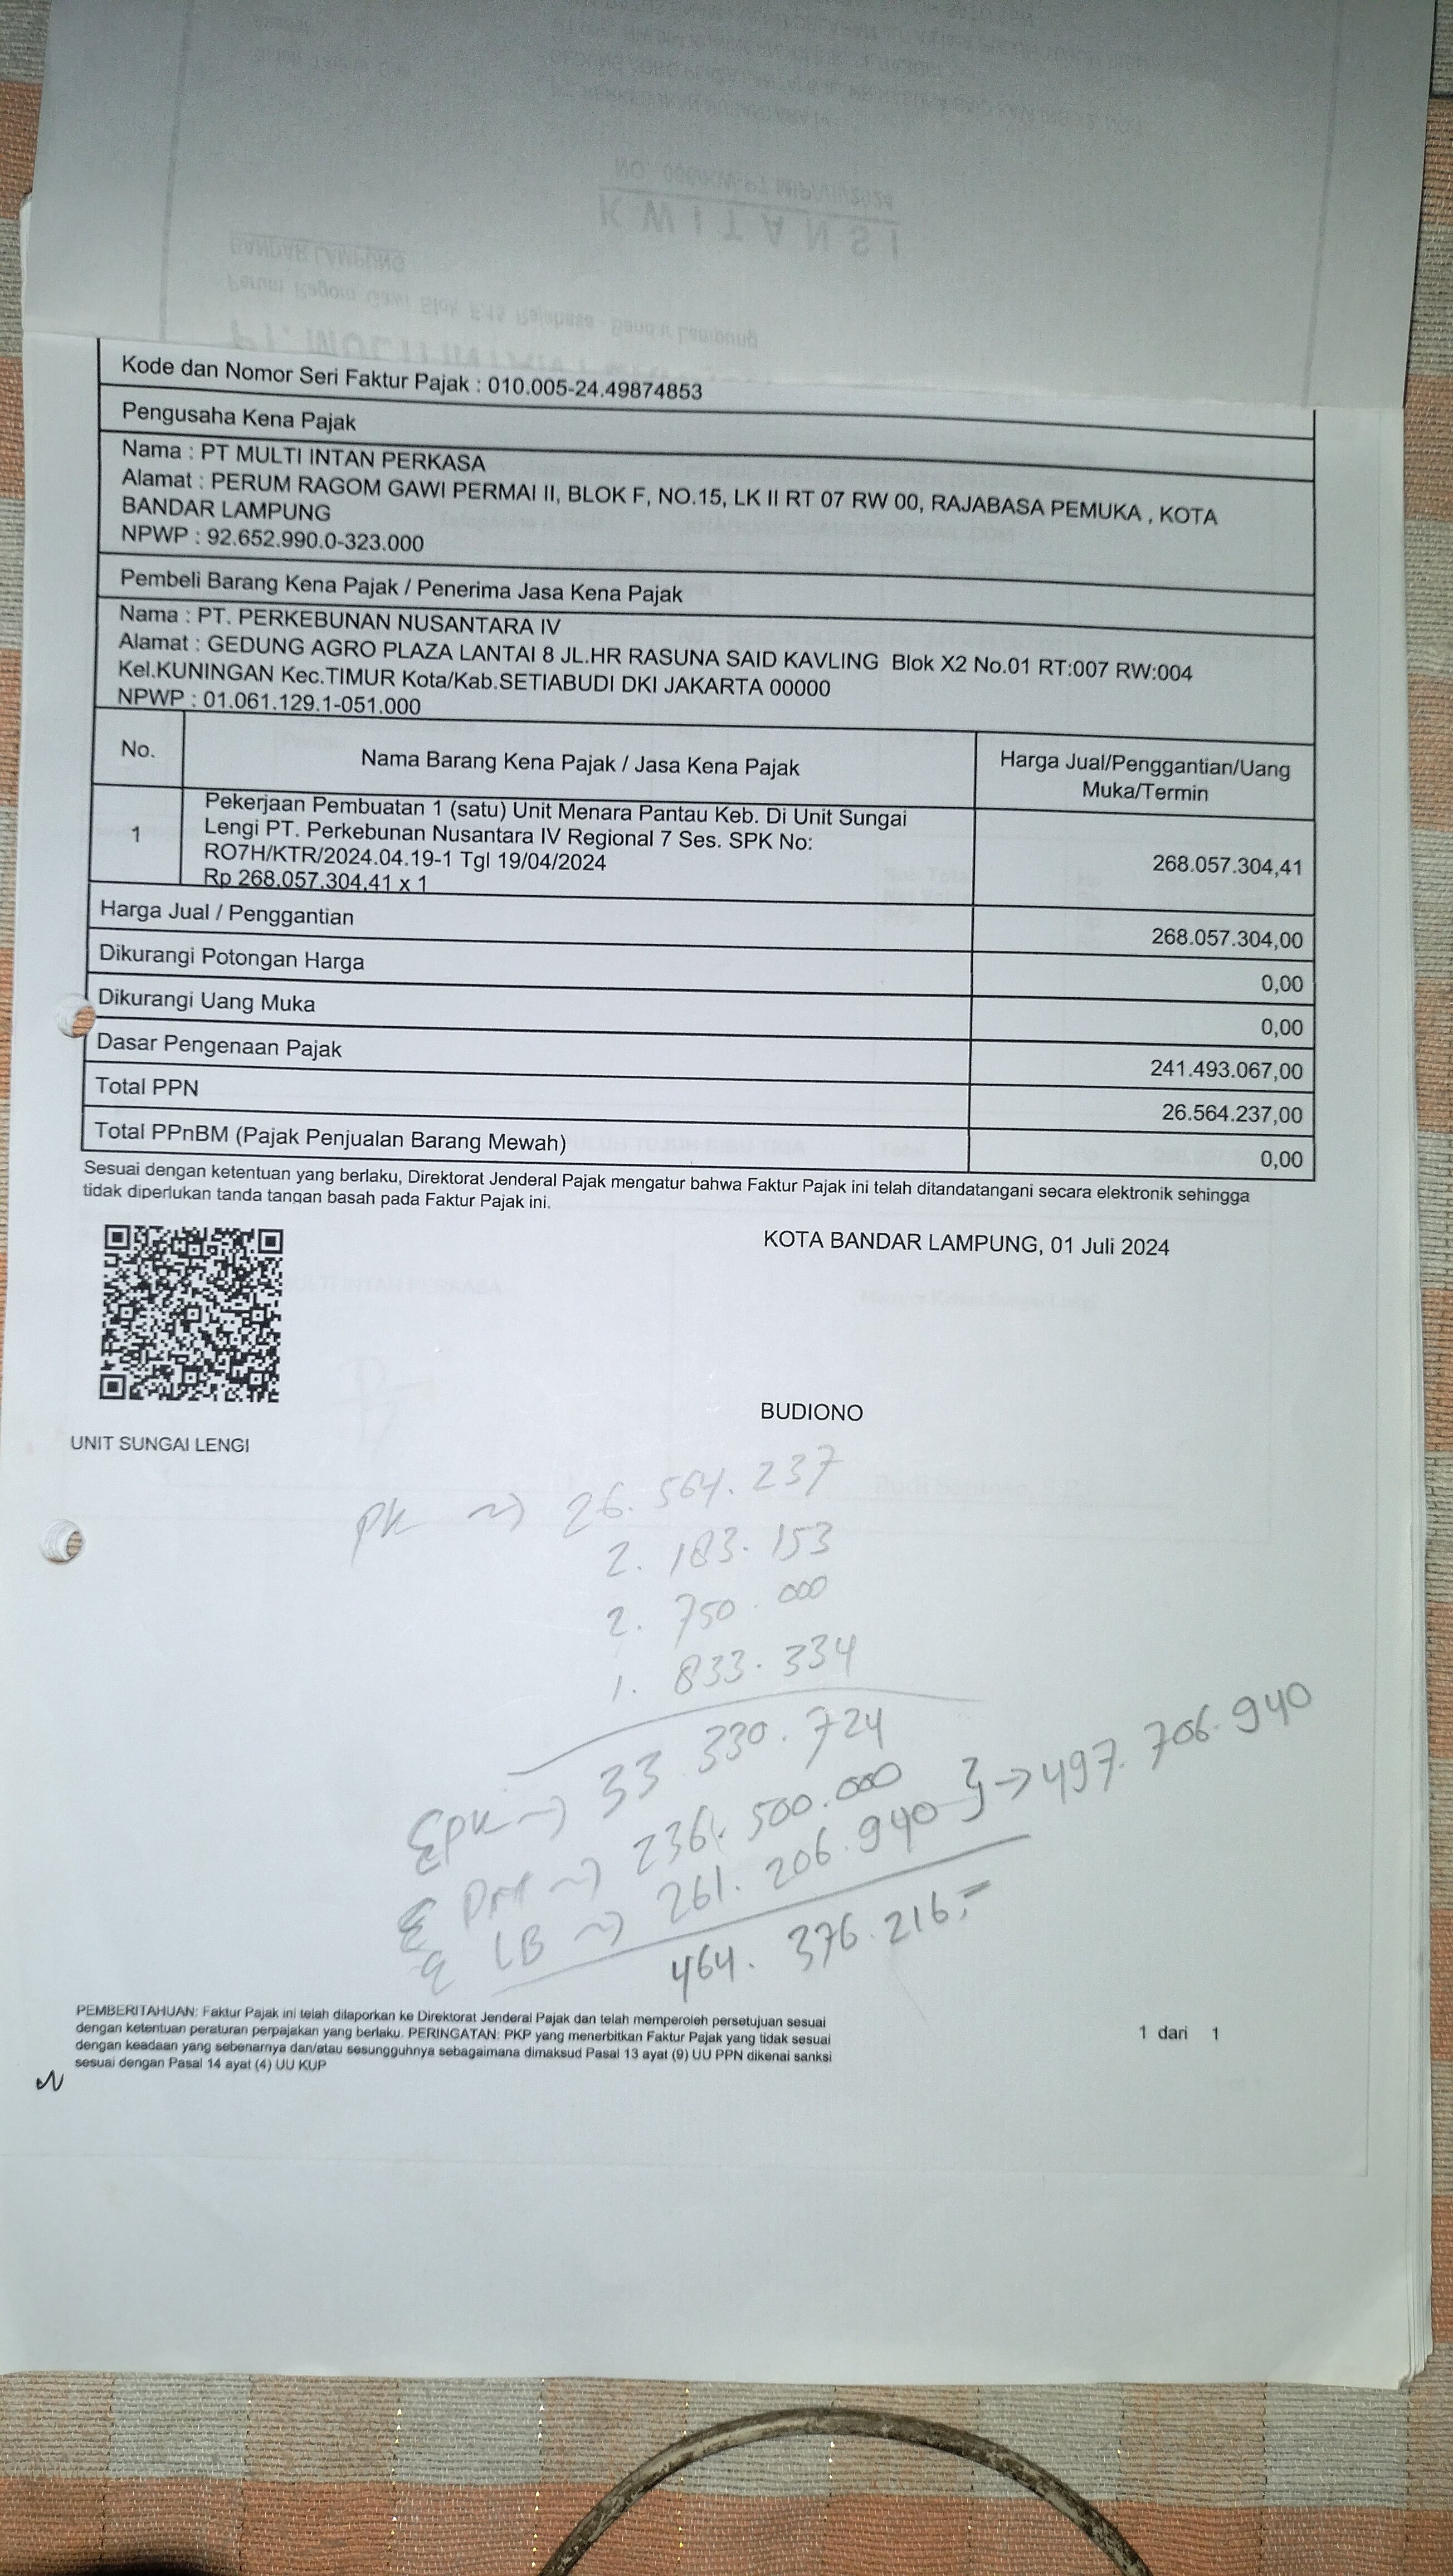 KWITANSI
BANDAR LAMPUNG
Kode dan Nomor Seri Faktur Pajak : 010.005-24.49874853
Pengusaha Kena Pajak
Nama : PT MULTI INTAN PERKASA
Alamat : PERUM RAGOM GAWI PERMAI II, BLOK F, NO.15, LK II RT 07 RW 00, RAJABASA PEMUKA , KOTA
BANDAR LAMPUNG
NPWP : 92.652.990.0-323.000
Pembeli Barang Kena Pajak / Penerima Jasa Kena Pajak
Nama : PT. PERKEBUNAN NUSANTARA IV
Alamat : GEDUNG AGRO PLAZA LANTAI 8 JL.HR RASUNA SAID KAVLING Blok X2 No.01 RT:007 RW:004
Kel.KUNINGAN Kec.TIMUR Kota/Kab.SETIABUDI DKI JAKARTA 00000
NPWP : 01.061.129.1-051.000
No.
Nama Barang Kena Pajak / Jasa Kena Pajak
Harga Jual/Penggantian/Uang
Muka/Termin
1
Pekerjaan Pembuatan 1 (satu) Unit Menara Pantau Keb. Di Unit Sungai
Lengi PT. Perkebunan Nusantara IV Regional 7 Ses. SPK No:
RO7H/KTR/2024.04.19-1 Tgl 19/04/2024
Rp 268.057.304,41 x 1
268.057.304,41
Harga Jual / Penggantian 268.057.304,00
Dikurangi Potongan Harga 0,00
Dikurangi Uang Muka 0,00
Dasar Pengenaan Pajak 241.493.067,00
Total PPN 26.564.237,00
Total PPnBM (Pajak Penjualan Barang Mewah) 0,00
Sesuai dengan ketentuan yang berlaku, Direktorat Jenderal Pajak mengatur bahwa Faktur Pajak ini telah ditandatangani secara elektronik sehingga
tidak diperlukan tanda tangan basah pada Faktur Pajak ini.
KOTA BANDAR LAMPUNG, 01 Juli 2024
BUDIONO
UNIT SUNGAI LENGI
PK ~> 26.564.237
2.183.153
2.750.000
1.833.334
ΣPK ~> 33.330.724
Σ PM ~> 236.500.000
Σ LB ~> 261.206.940 } -> 497.706.940
464.376.216,-
PEMBERITAHUAN: Faktur Pajak ini telah dilaporkan ke Direktorat Jenderal Pajak dan telah memperoleh persetujuan sesuai
dengan ketentuan peraturan perpajakan yang berlaku. PERINGATAN: PKP yang menerbitkan Faktur Pajak yang tidak sesuai
dengan keadaan yang sebenarnya dan/atau sesungguhnya sebagaimana dimaksud Pasal 13 ayat (9) UU PPN dikenai sanksi
sesuai dengan Pasal 14 ayat (4) UU KUP
1 dari 1